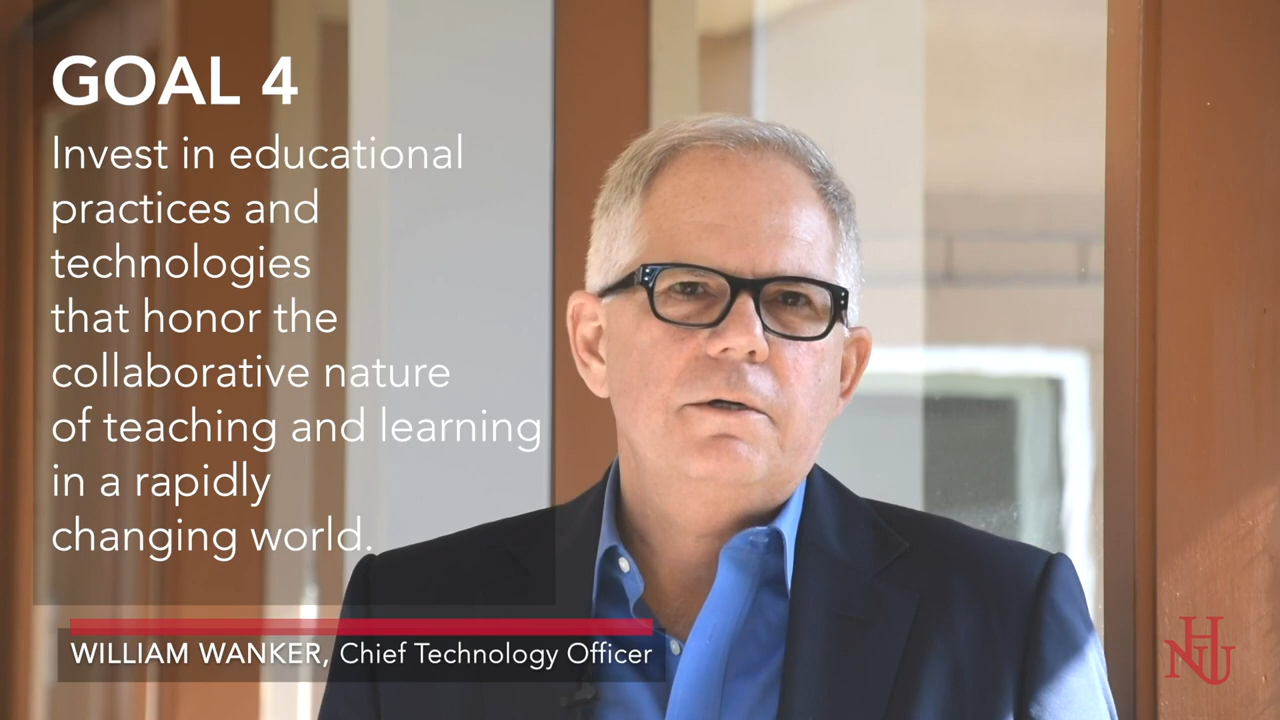 GOAL 4
Invest in educational
practices and
technologies
that honor the
collaborative nature
of teaching and learning
in a rapidly
changing world.
WILLIAM WANKER, Chief Technology Officer
HNU